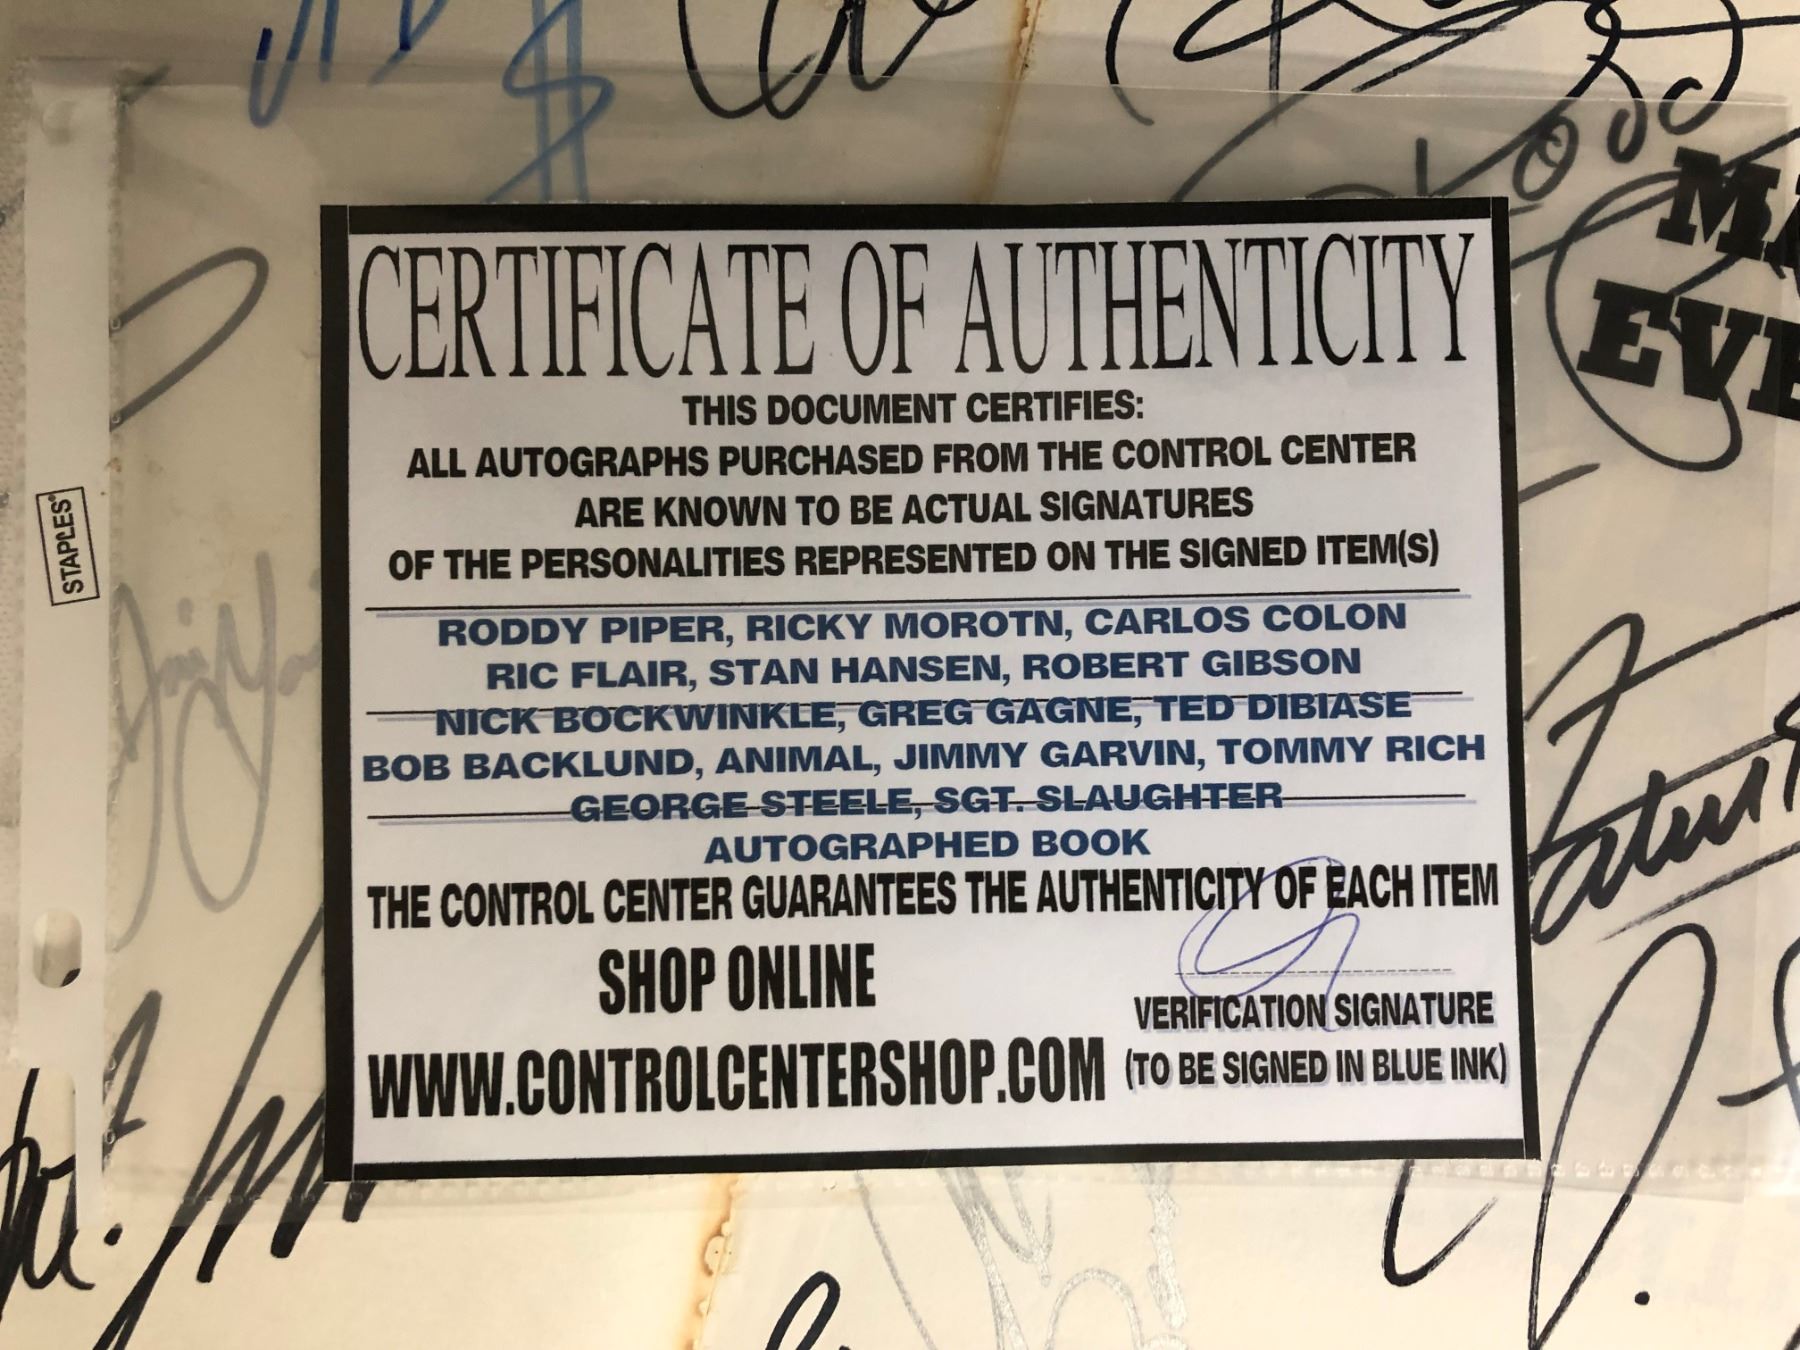 MA
EVE
STAPLES
CERTIFICATE OF AUTHENTICITY
THIS DOCUMENT CERTIFIES:
ALL AUTOGRAPHS PURCHASED FROM THE CONTROL CENTER
ARE KNOWN TO BE ACTUAL SIGNATURES
OF THE PERSONALITIES REPRESENTED ON THE SIGNED ITEM(S)
RODDY PIPER, RICKY MOROTN, CARLOS COLON
RIC FLAIR, STAN HANSEN, ROBERT GIBSON
NICK BOCKWINKLE, GREG GAGNE, TED DIBIASE
BOB BACKLUND, ANIMAL, JIMMY GARVIN, TOMMY RICH
GEORGE STEELE, SGT. SLAUGHTER
AUTOGRAPHED BOOK
THE CONTROL CENTER GUARANTEES THE AUTHENTICITY OF EACH ITEM
SHOP ONLINE
WWW.CONTROLCENTERSHOP.COM
VERIFICATION SIGNATURE
(TO BE SIGNED IN BLUE INK)